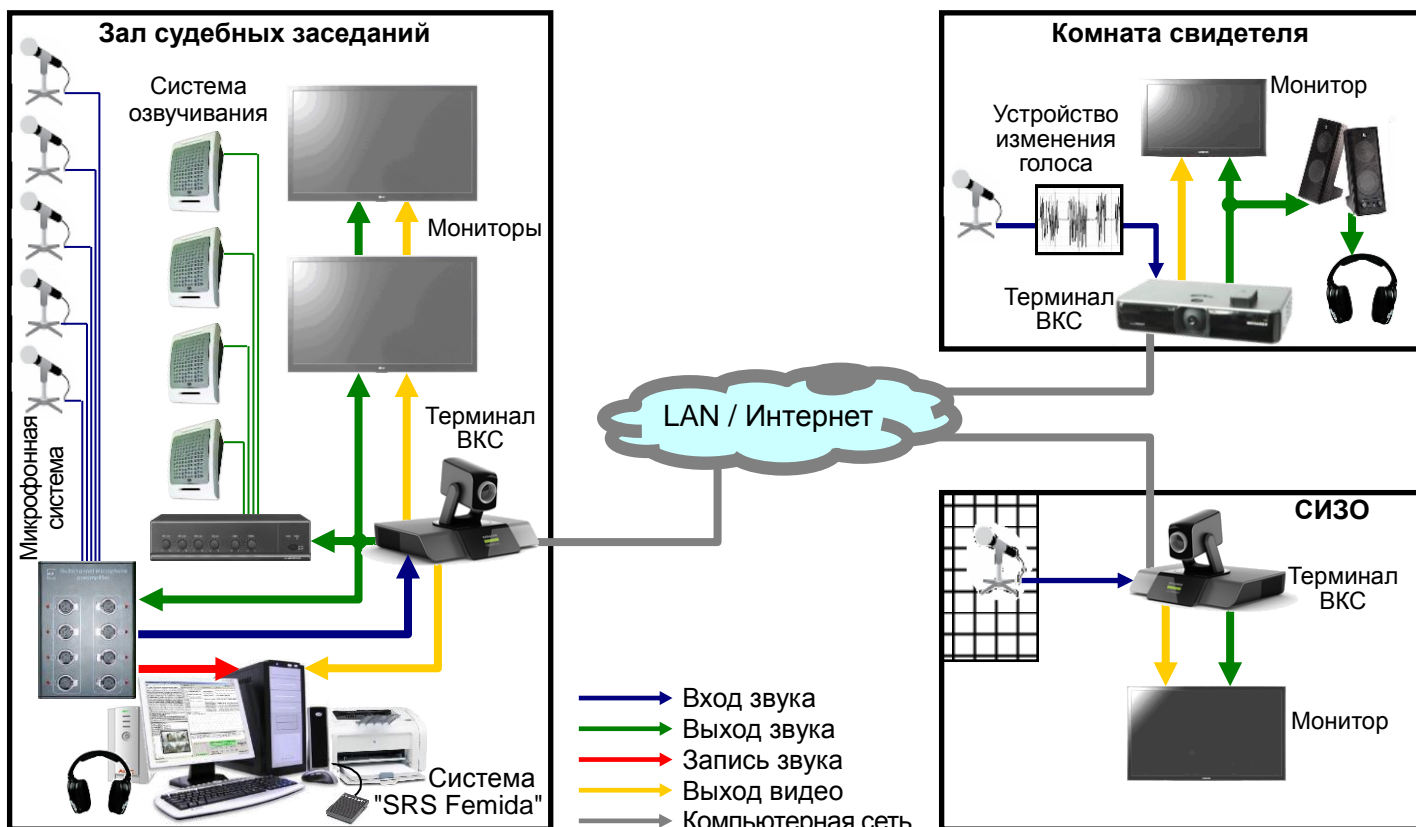 Зал судебных заседаний
Система
озвучивания
Мониторы
Терминал
ВКС
Микрофонная
система
Система
"SRS Femida"
Комната свидетеля
Монитор
Устройство
изменения
голоса
Терминал
ВКС
LAN / Интернет
СИЗО
Терминал
ВКС
Монитор
Вход звука
Выход звука
Запись звука
Выход видео
Компьютерная сеть